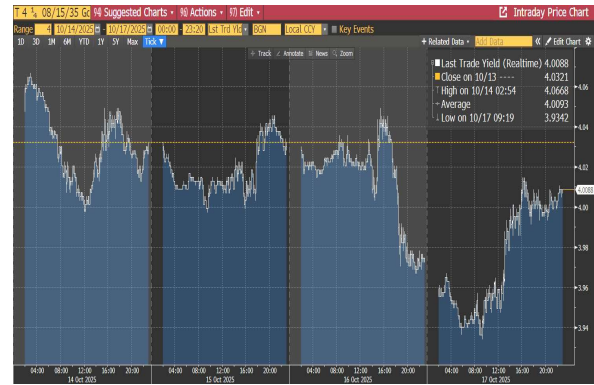 T 4 ¼ 08/15/35 Go 94) Suggested Charts 96) Actions 97) Edit Intraday Price Chart
Range 4 10/14/2025 - 10/17/2025 00:00 - 23:20 Lst Trd Yld BGN Local CCY Key Events
1D 3D 1M 6M YTD 1Y 5Y Max Tick ▼ + Related Data Add Data « Edit Chart
+ Track Annotate News Zoom
Last Trade Yield (Realtime) 4.0088
Close on 10/13 ---- 4.0321
High on 10/14 02:54 4.0668
Average 4.0093
Low on 10/17 09:19 3.9342
4.06
4.04
4.02
4.0088
4.00
3.98
3.96
3.94
04:00 08:00 12:00 16:00 20:00 04:00 08:00 12:00 16:00 20:00 04:00 08:00 12:00 16:00 20:00 04:00 08:00 12:00 16:00 20:00
14 Oct 2025 15 Oct 2025 16 Oct 2025 17 Oct 2025